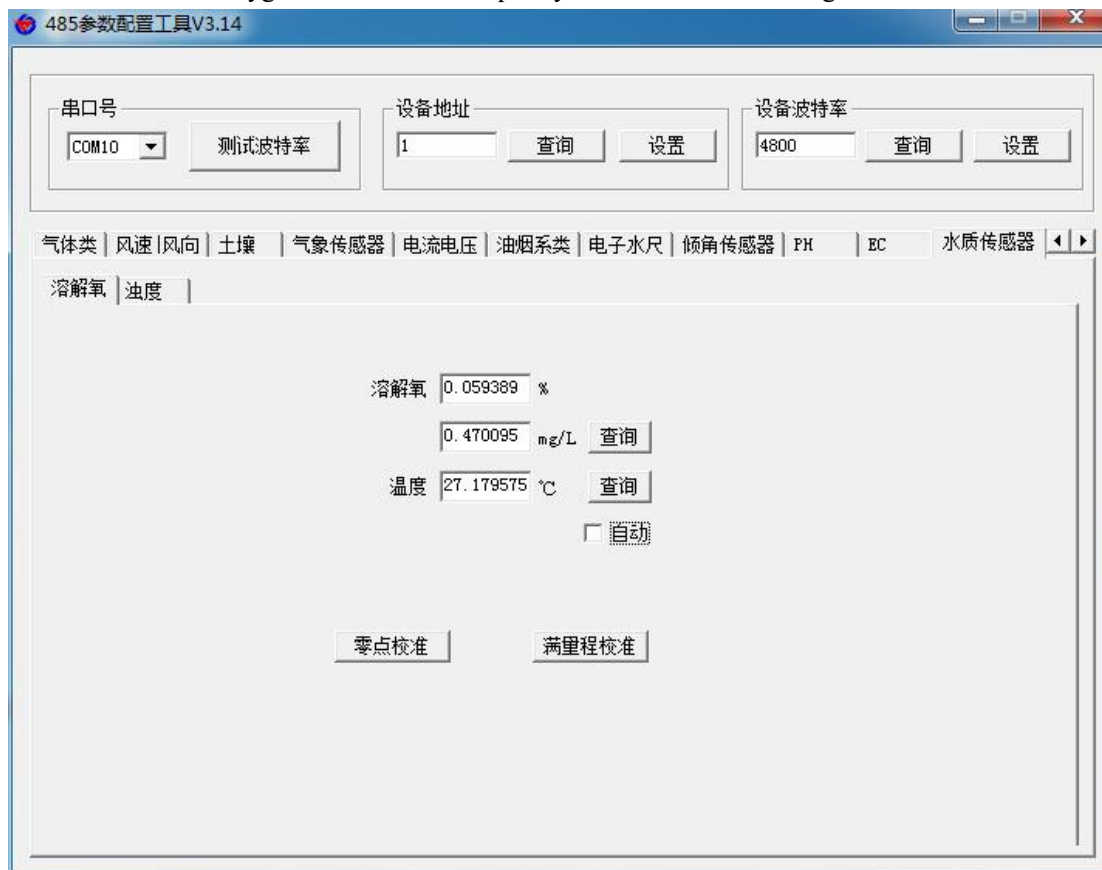 485参数配置工具V3.14
串口号 设备地址 设备波特率
COM10 测试波特率 1 查询 设置 4800 查询 设置
气体类 风速|风向 土壤 气象传感器 电流电压 油烟系类 电子水尺 倾角传感器 PH EC 水质传感器
溶解氧 浊度
溶解氧 0.059389 %
0.470095 mg/L 查询
温度 27.179575 ℃ 查询
自动
零点校准 满里程校准